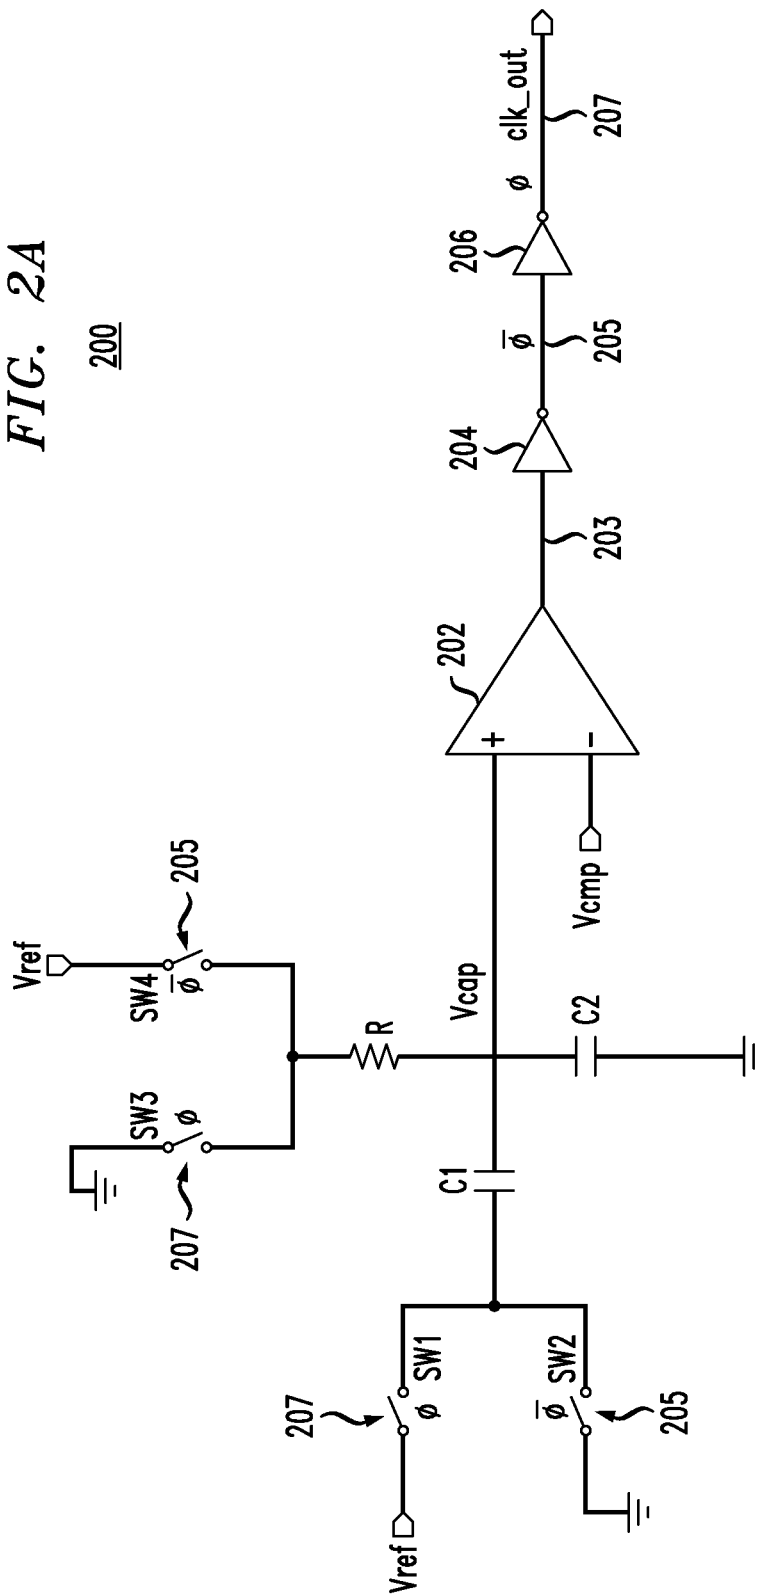 FIG. 2A
200
Vref
SW4
φ̅
205
SW3
φ
207
R
Vcap
C1
C2
Vref
207
φ
SW1
φ̅
SW2
205
Vcmp
+
-
202
203
204
φ̅
205
206
φ
clk_out
207